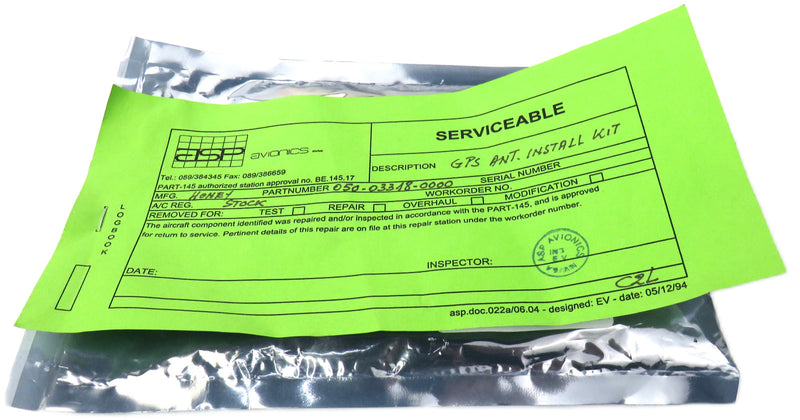 asp avionics
SERVICEABLE
Tel.: 089/384345 Fax: 089/386659
PART-145 authorized station approval no. BE.145.17
DESCRIPTION GPS ANT. INSTALL KIT
MFG. HONEY PARTNUMBER 050-03318-0000 SERIAL NUMBER
A/C REG. STOCK WORKORDER NO.
REMOVED FOR: TEST REPAIR OVERHAUL MODIFICATION
The aircraft component identified was repaired and/or inspected in accordance with the PART-145, and is approved
for return to service. Pertinent details of this repair are on file at this repair station under the workorder number.
DATE: INSPECTOR:
ASP AVIONICS
EV
C2L
asp.doc.022a/06.04 - designed: EV - date: 05/12/94
LOGBOOK